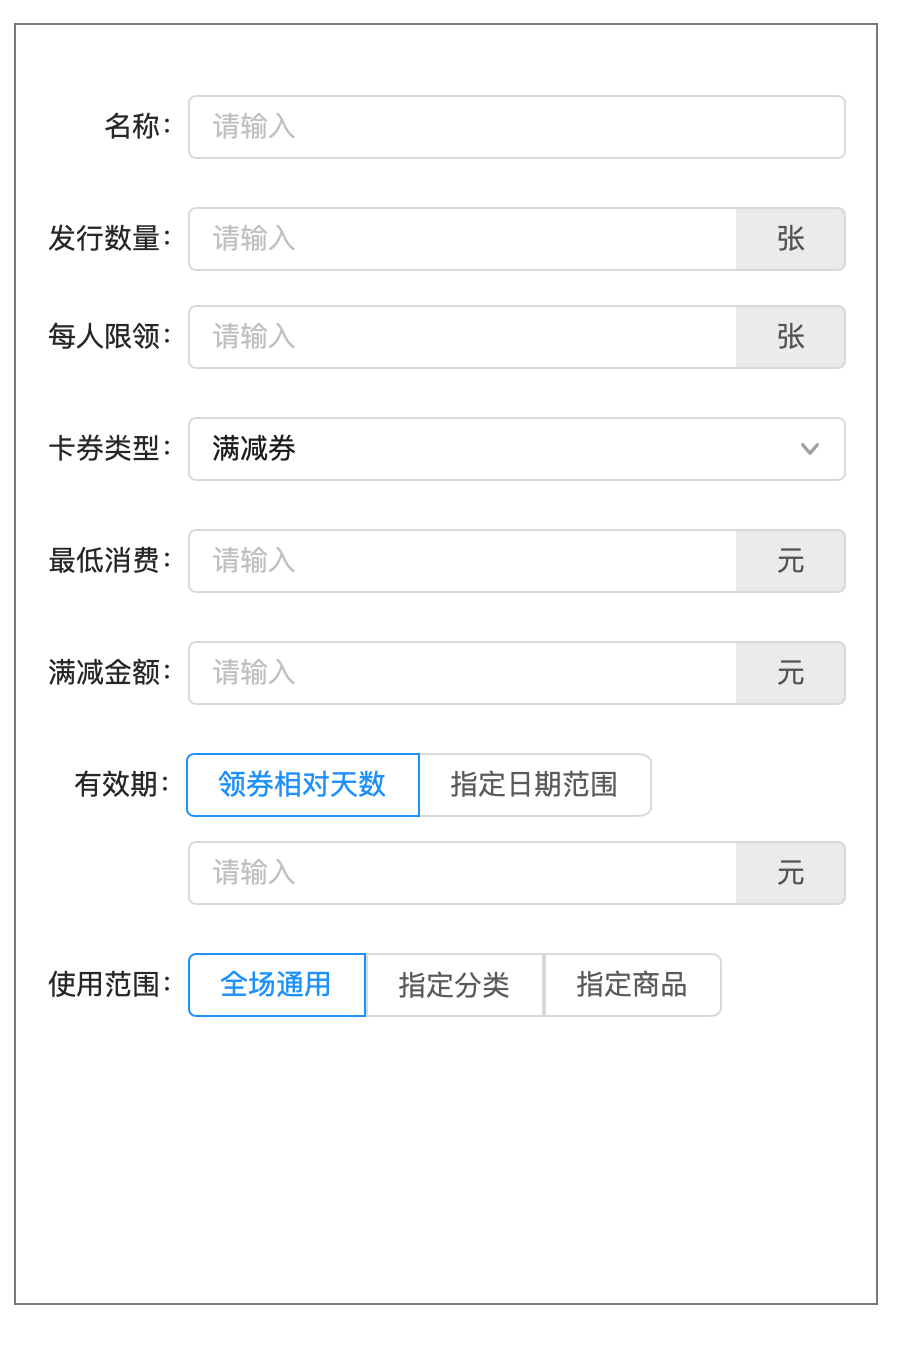 名称: 请输入
发行数量: 请输入 张
每人限领: 请输入 张
卡券类型: 满减券
最低消费: 请输入 元
满减金额: 请输入 元
有效期: 领券相对天数 指定日期范围
请输入 元
使用范围: 全场通用 指定分类 指定商品